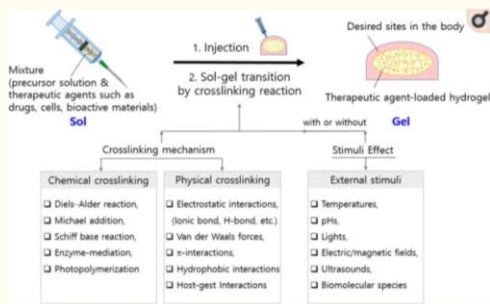 1. Injection
2. Sol-gel transition
by crosslinking reaction
Mixture
(precursor solution &
therapeutic agents such as
drugs, cells, bioactive materials)
Sol
Desired sites in the body
Therapeutic agent-loaded hydrogel
Gel
with or without
Crosslinking mechanism
Stimuli Effect
Chemical crosslinking
Diels-Alder reaction,
Michael addition,
Schiff base reaction,
Enzyme-mediation,
Photopolymerization
Physical crosslinking
Electrostatic interactions,
(Ionic bond, H-bond, etc.)
Van der Waals forces,
π-interactions,
Hydrophobic interactions
Host-gest Interactions
External stimuli
Temperatures,
pHs,
Lights,
Electric/magnetic fields,
Ultrasounds,
Biomolecular species